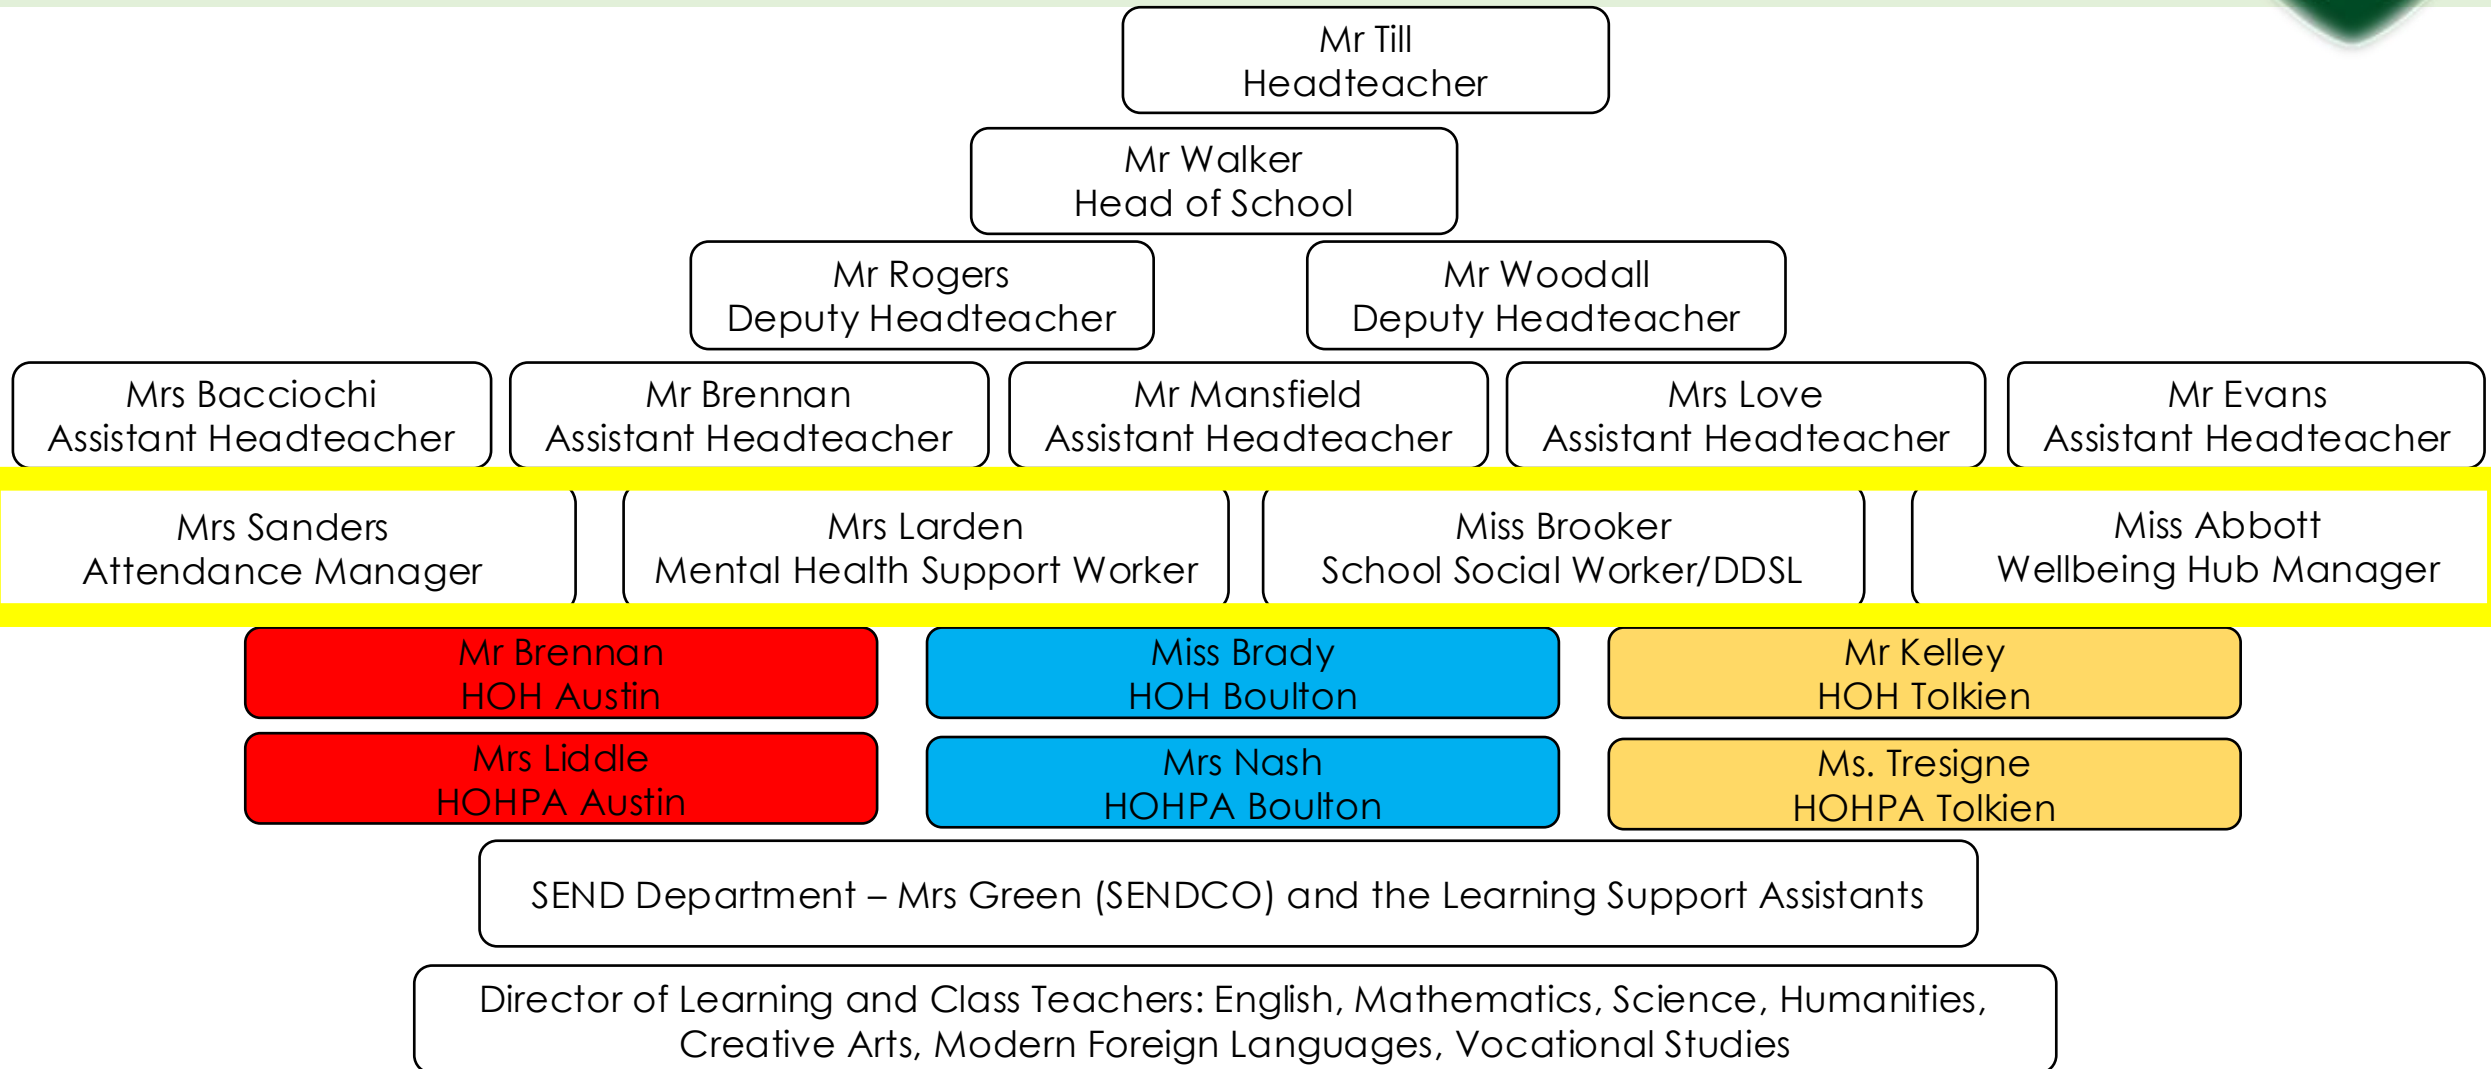 Mr Till
Headteacher
Mr Walker
Head of School
Mr Rogers
Deputy Headteacher
Mr Woodall
Deputy Headteacher
Mrs Bacciochi
Assistant Headteacher
Mr Brennan
Assistant Headteacher
Mr Mansfield
Assistant Headteacher
Mrs Love
Assistant Headteacher
Mr Evans
Assistant Headteacher
Mrs Sanders
Attendance Manager
Mrs Larden
Mental Health Support Worker
Miss Brooker
School Social Worker/DDSL
Miss Abbott
Wellbeing Hub Manager
Mr Brennan
HOH Austin
Miss Brady
HOH Boulton
Mr Kelley
HOH Tolkien
Mrs Liddle
HOHPA Austin
Mrs Nash
HOHPA Boulton
Ms. Tresigne
HOHPA Tolkien
SEND Department – Mrs Green (SENDCO) and the Learning Support Assistants
Director of Learning and Class Teachers: English, Mathematics, Science, Humanities,
Creative Arts, Modern Foreign Languages, Vocational Studies